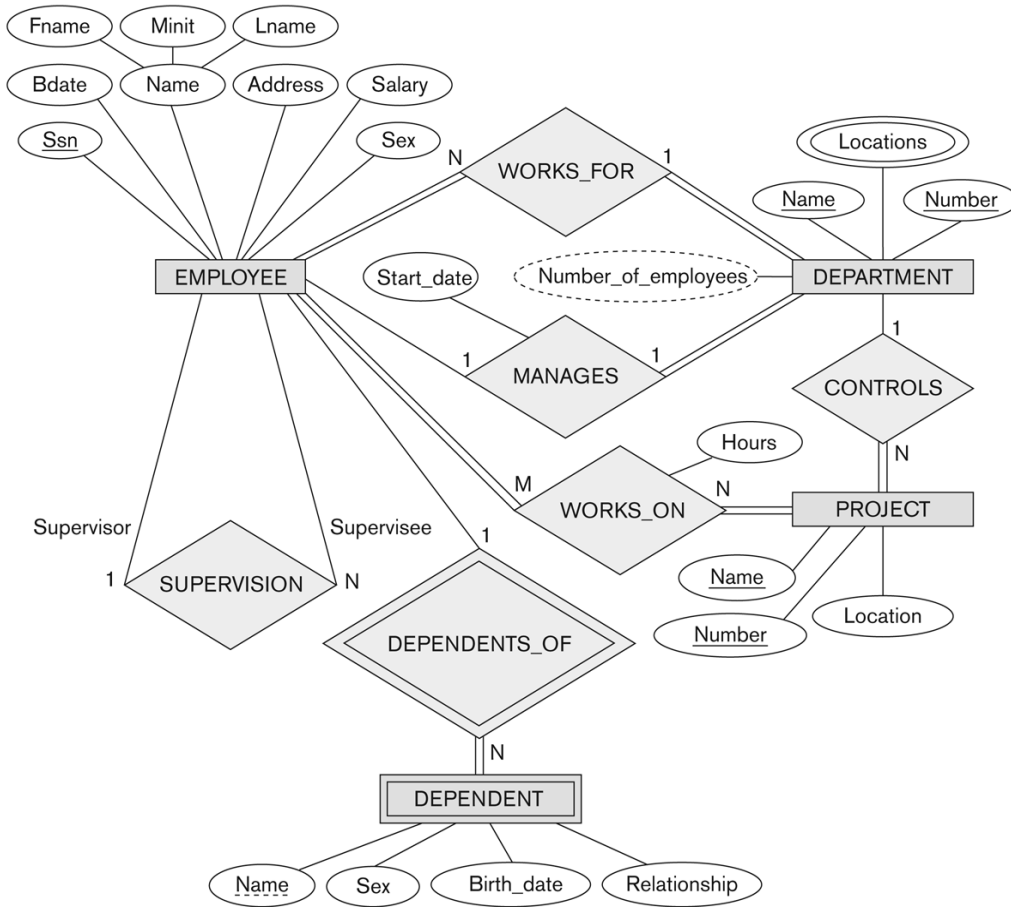 Fname
Minit
Lname
Bdate
Name
Address
Salary
Ssn
Sex
N
WORKS_FOR
1
Locations
Name
Number
EMPLOYEE
Start_date
Number_of_employees
DEPARTMENT
1
MANAGES
1
1
CONTROLS
N
Hours
M
WORKS_ON
N
PROJECT
Supervisor
Supervisee
1
SUPERVISION
N
1
Name
Number
Location
DEPENDENTS_OF
N
DEPENDENT
Name
Sex
Birth_date
Relationship